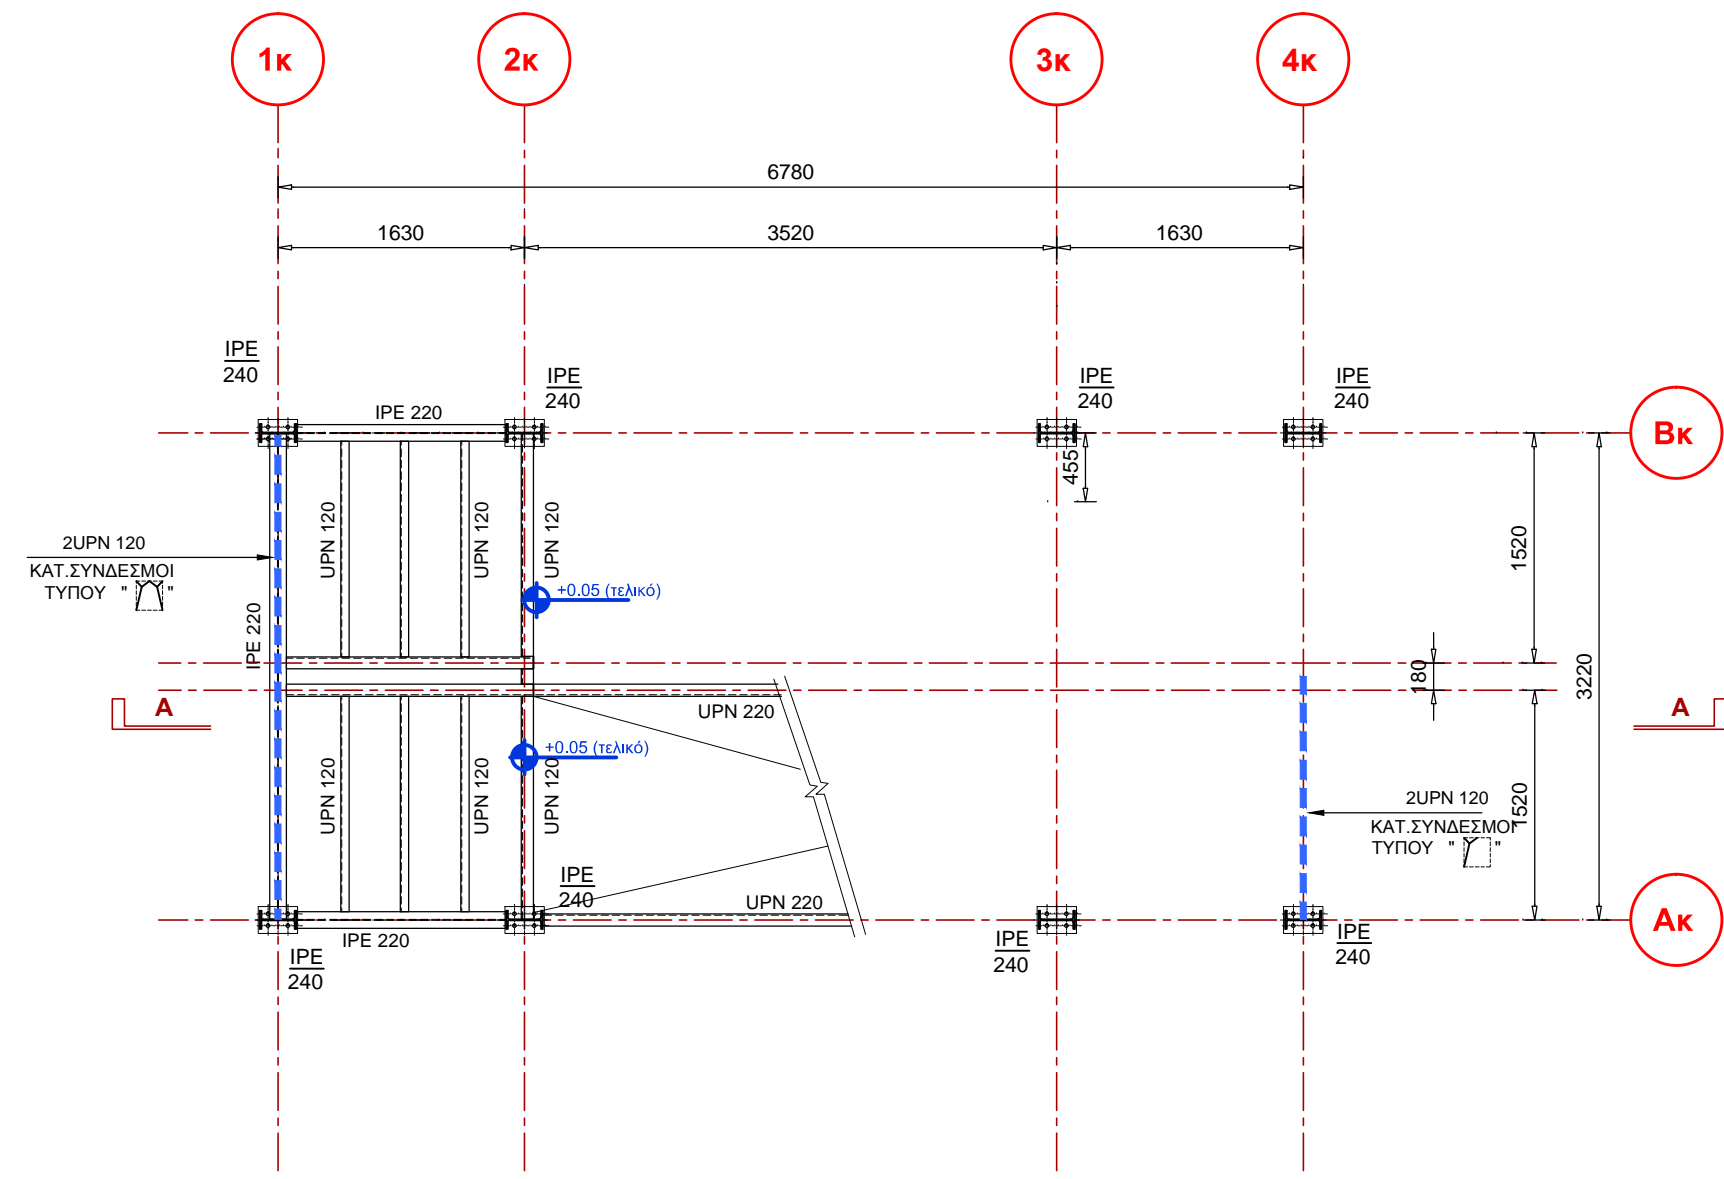 1κ
2κ
3κ
4κ
6780
1630
3520
1630
IPE
240
IPE
240
IPE
240
IPE
240
IPE 220
Βκ
455
UPN 120
UPN 120
UPN 120
1520
2UPN 120
ΚΑΤ.ΣΥΝΔΕΣΜΟΙ
ΤΥΠΟΥ " "
+0.05 (τελικό)
IPE 220
180
3220
A
UPN 220
A
+0.05 (τελικό)
UPN 120
UPN 120
UPN 120
2UPN 120
1520
ΚΑΤ.ΣΥΝΔΕΣΜΟΙ
ΤΥΠΟΥ " "
IPE
240
UPN 220
Ακ
IPE 220
IPE
240
IPE
240
IPE
240